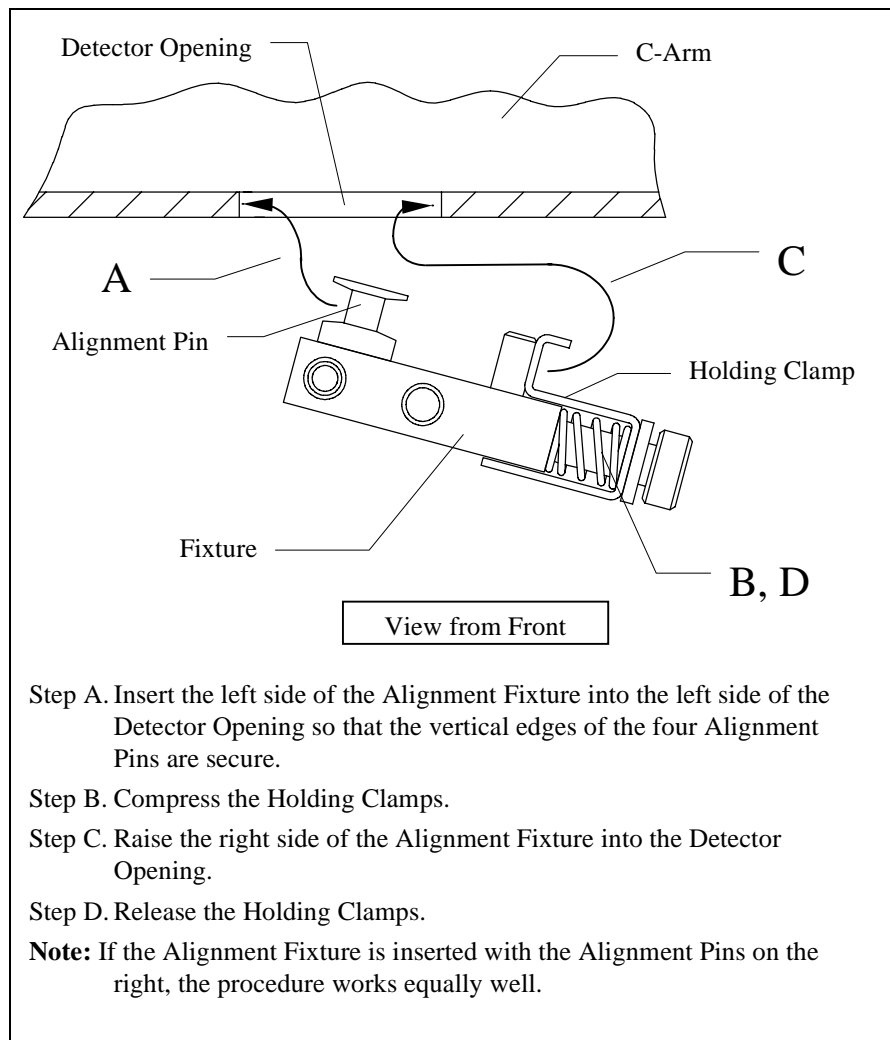 Detector Opening
C-Arm
A
C
Alignment Pin
Holding Clamp
Fixture
B, D
View from Front
Step A. Insert the left side of the Alignment Fixture into the left side of the
Detector Opening so that the vertical edges of the four Alignment
Pins are secure.
Step B. Compress the Holding Clamps.
Step C. Raise the right side of the Alignment Fixture into the Detector
Opening.
Step D. Release the Holding Clamps.
Note: If the Alignment Fixture is inserted with the Alignment Pins on the
right, the procedure works equally well.